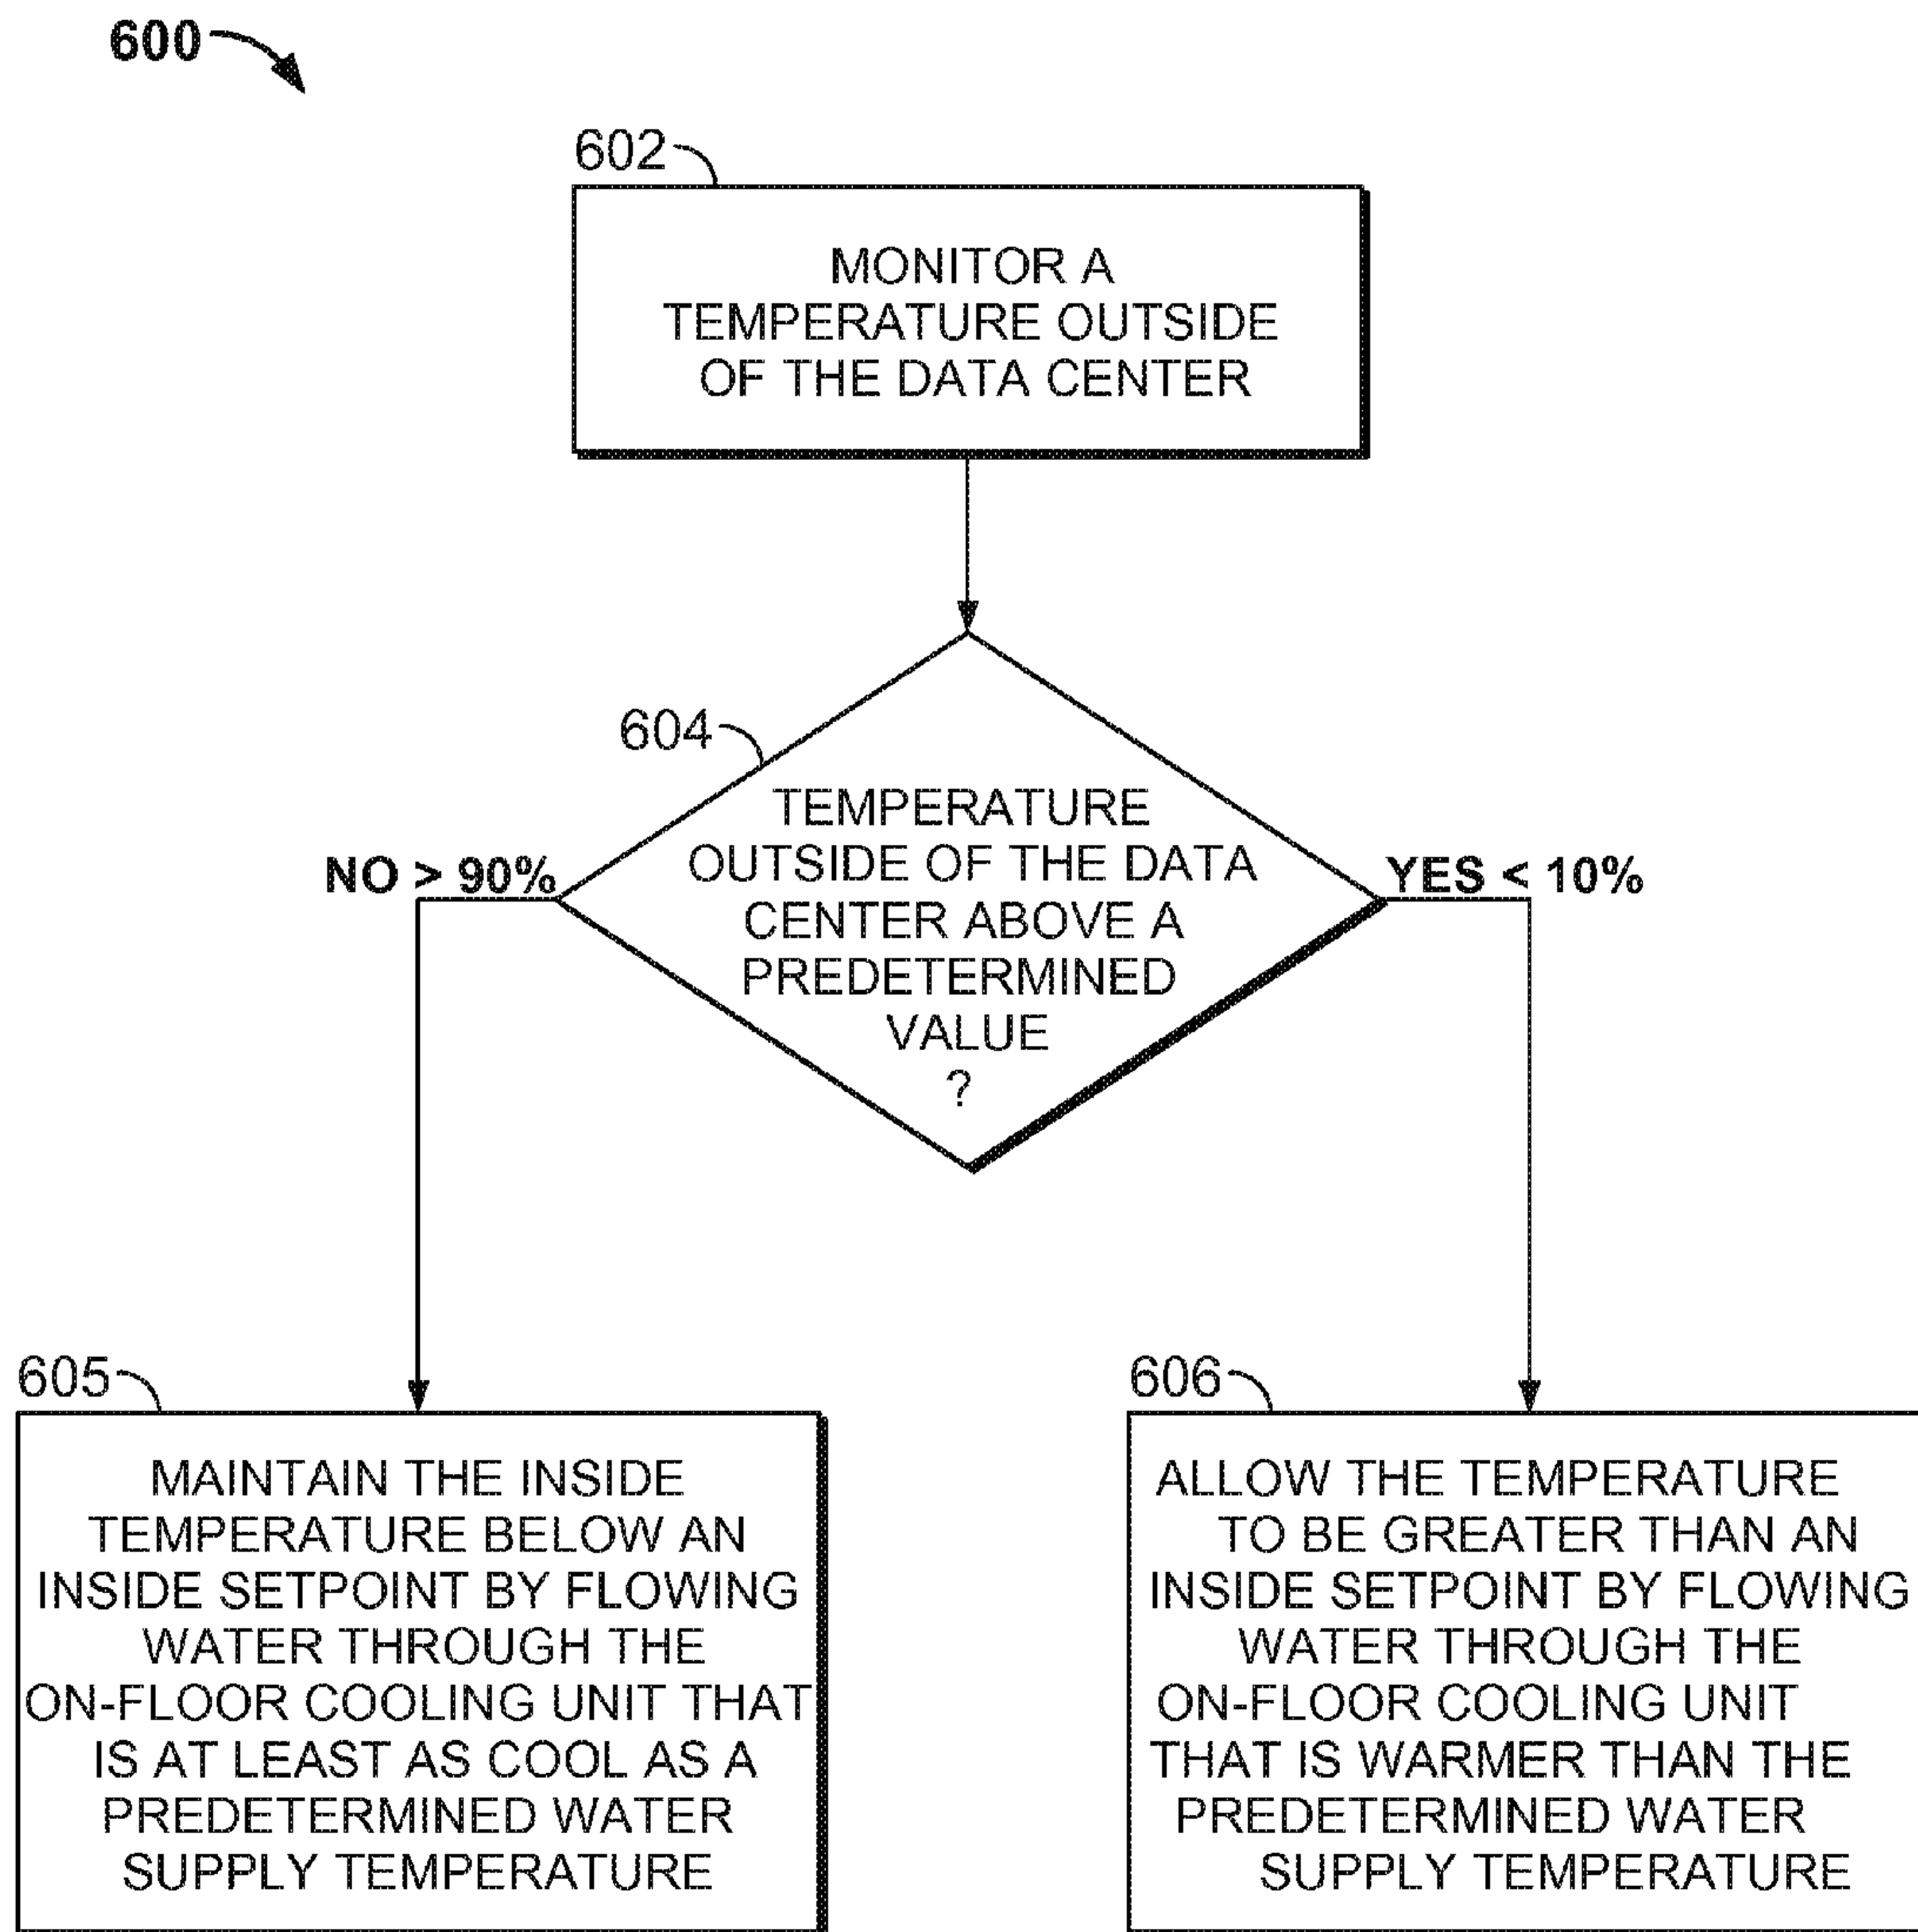 600
602
MONITOR A
TEMPERATURE OUTSIDE
OF THE DATA CENTER
604
TEMPERATURE
OUTSIDE OF THE DATA
CENTER ABOVE A
PREDETERMINED
VALUE
?
NO > 90%
YES < 10%
605
MAINTAIN THE INSIDE
TEMPERATURE BELOW AN
INSIDE SETPOINT BY FLOWING
WATER THROUGH THE
ON-FLOOR COOLING UNIT THAT
IS AT LEAST AS COOL AS A
PREDETERMINED WATER
SUPPLY TEMPERATURE
606
ALLOW THE TEMPERATURE
TO BE GREATER THAN AN
INSIDE SETPOINT BY FLOWING
WATER THROUGH THE
ON-FLOOR COOLING UNIT
THAT IS WARMER THAN THE
PREDETERMINED WATER
SUPPLY TEMPERATURE